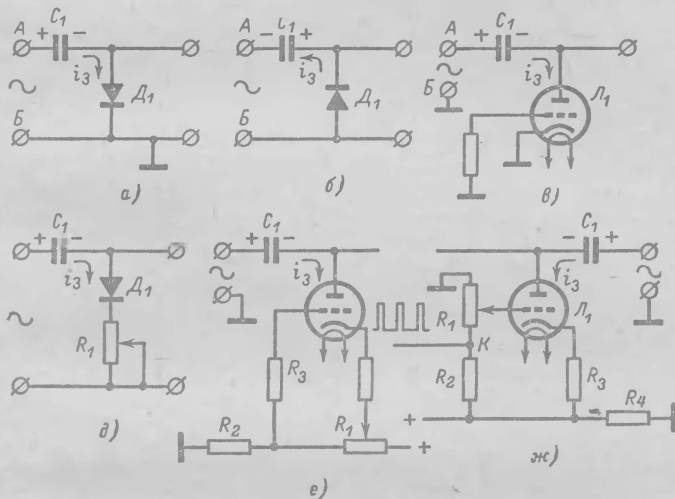 A C₁ + -
i₃
Д₁
Б
а)
A C₁ - +
i₃
Д₁
Б
б)
A C₁ + -
i₃
Б
Л₁
в)
C₁ + -
i₃
Д₁
R₁
д)
C₁ + -
i₃
R₃
R₂
R₁ +
е)
C₁ - +
i₃
R₁
Л₁
К
R₂
R₃
+
R₄
ж)